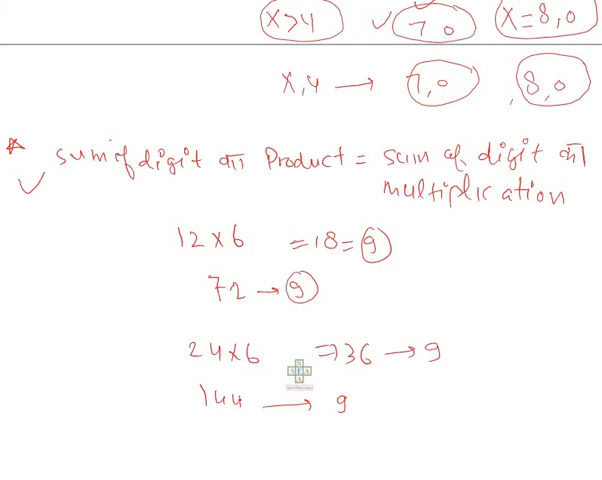 x>4 ✓ 7 0 x=8,0
x,4 → 7,0 , 8,0
* sum of digit का Product = sum of digit की
✓ multiplication
12×6 =18=9
72→9
24×6 ⇒36→9
S
SEA
A
144 → 9